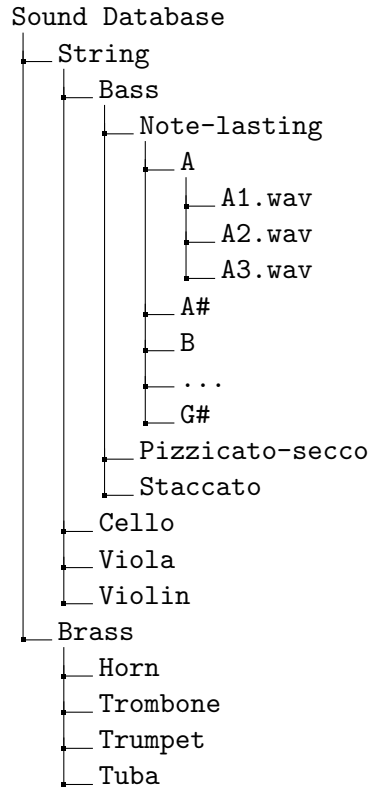 Sound Database
String
Bass
Note-lasting
A
A1.wav
A2.wav
A3.wav
A#
B
...
G#
Pizzicato-secco
Staccato
Cello
Viola
Violin
Brass
Horn
Trombone
Trumpet
Tuba